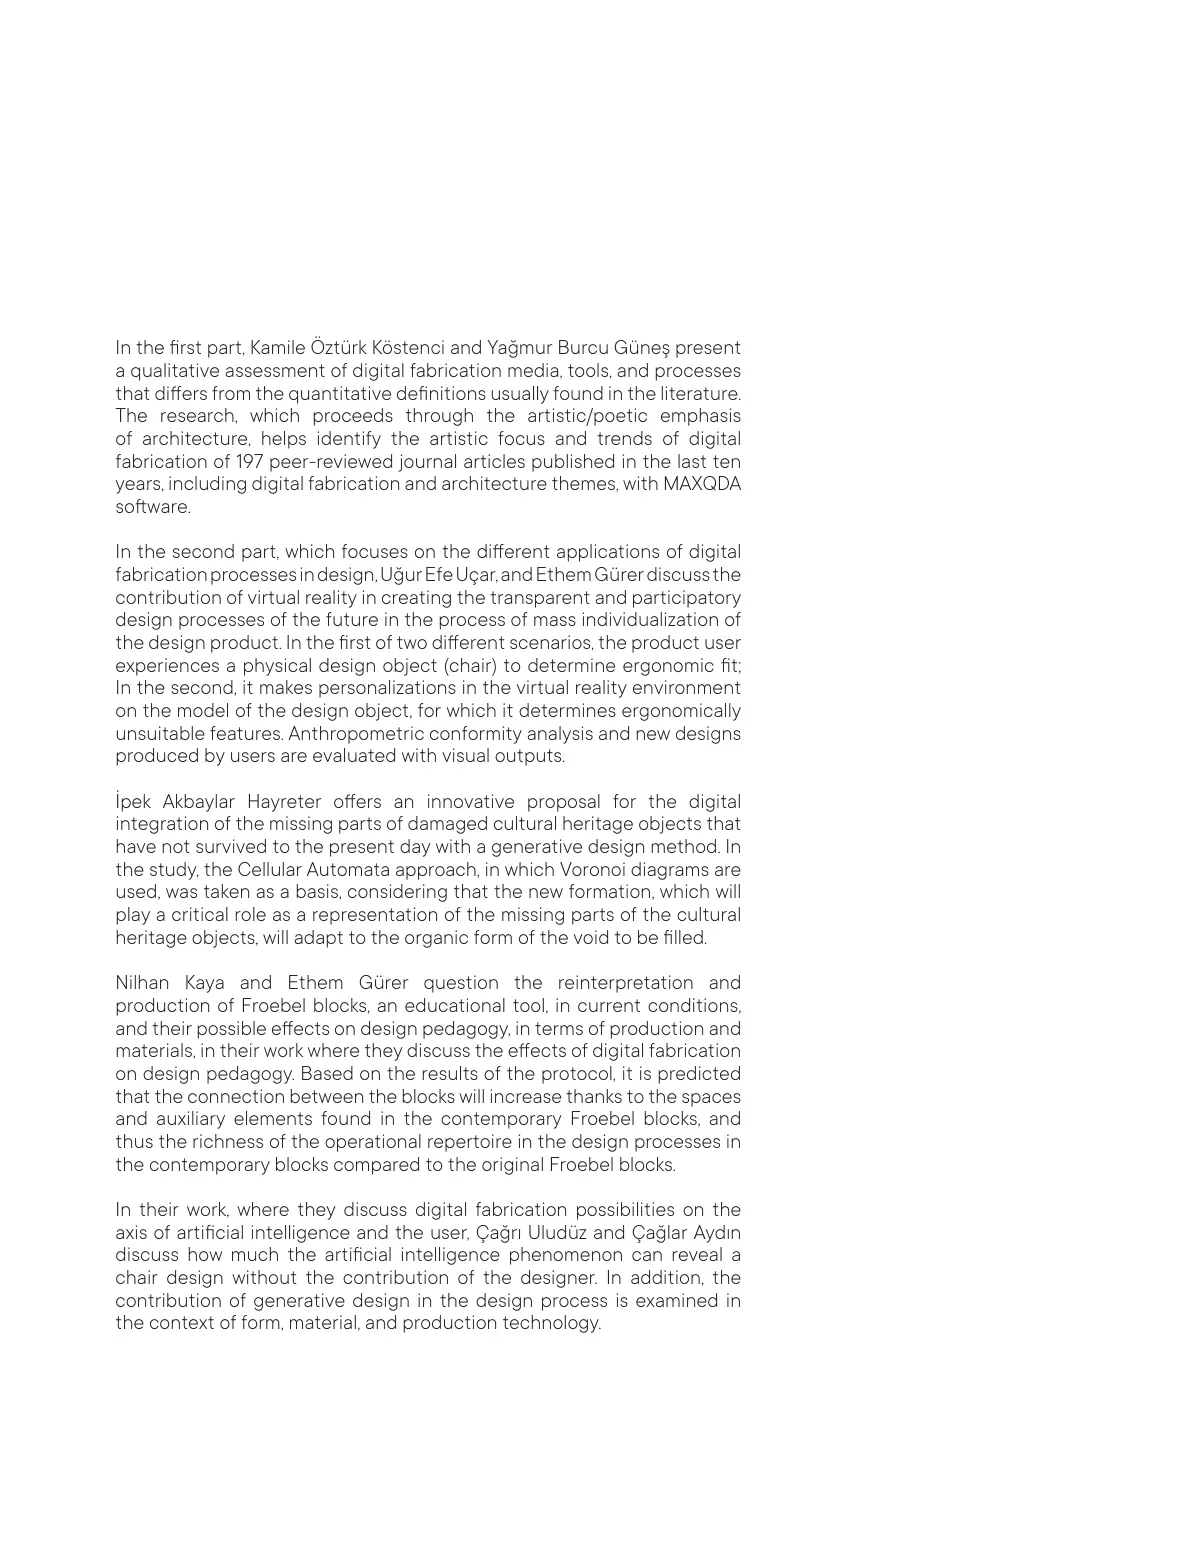 In the first part, Kamile Öztürk Köstenci and Yağmur Burcu Güneş present
a qualitative assessment of digital fabrication media, tools, and processes
that differs from the quantitative definitions usually found in the literature.
The research, which proceeds through the artistic/poetic emphasis
of architecture, helps identify the artistic focus and trends of digital
fabrication of 197 peer-reviewed journal articles published in the last ten
years, including digital fabrication and architecture themes, with MAXQDA
software.
In the second part, which focuses on the different applications of digital
fabrication processes in design, Uğur Efe Uçar, and Ethem Gürer discuss the
contribution of virtual reality in creating the transparent and participatory
design processes of the future in the process of mass individualization of
the design product. In the first of two different scenarios, the product user
experiences a physical design object (chair) to determine ergonomic fit;
In the second, it makes personalizations in the virtual reality environment
on the model of the design object, for which it determines ergonomically
unsuitable features. Anthropometric conformity analysis and new designs
produced by users are evaluated with visual outputs.
İpek Akbaylar Hayreter offers an innovative proposal for the digital
integration of the missing parts of damaged cultural heritage objects that
have not survived to the present day with a generative design method. In
the study, the Cellular Automata approach, in which Voronoi diagrams are
used, was taken as a basis, considering that the new formation, which will
play a critical role as a representation of the missing parts of the cultural
heritage objects, will adapt to the organic form of the void to be filled.
Nilhan Kaya and Ethem Gürer question the reinterpretation and
production of Froebel blocks, an educational tool, in current conditions,
and their possible effects on design pedagogy, in terms of production and
materials, in their work where they discuss the effects of digital fabrication
on design pedagogy. Based on the results of the protocol, it is predicted
that the connection between the blocks will increase thanks to the spaces
and auxiliary elements found in the contemporary Froebel blocks, and
thus the richness of the operational repertoire in the design processes in
the contemporary blocks compared to the original Froebel blocks.
In their work, where they discuss digital fabrication possibilities on the
axis of artificial intelligence and the user, Çağrı Uludüz and Çağlar Aydın
discuss how much the artificial intelligence phenomenon can reveal a
chair design without the contribution of the designer. In addition, the
contribution of generative design in the design process is examined in
the context of form, material, and production technology.